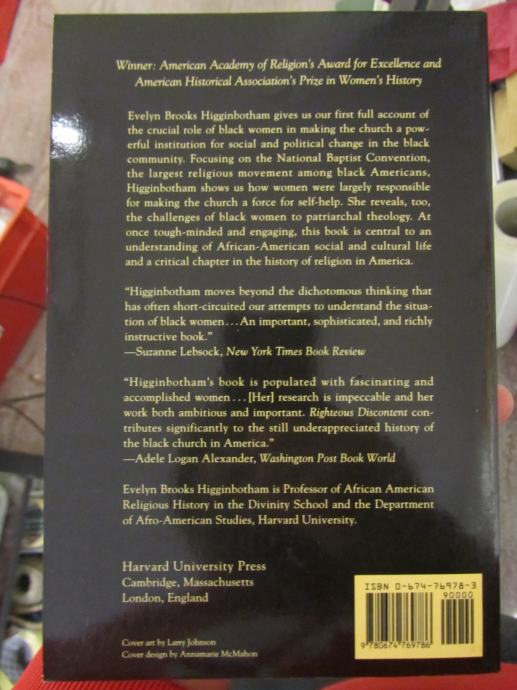 Winner: American Academy of Religion's Award for Excellence and
American Historical Association's Prize in Women's History
Evelyn Brooks Higginbotham gives us our first full account of
the crucial role of black women in making the church a pow-
erful institution for social and political change in the black
community. Focusing on the National Baptist Convention,
the largest religious movement among black Americans,
Higginbotham shows us how women were largely responsible
for making the church a force for self-help. She reveals, too,
the challenges of black women to patriarchal theology. At
once tough-minded and engaging, this book is central to an
understanding of African-American social and cultural life
and a critical chapter in the history of religion in America.
"Higginbotham moves beyond the dichotomous thinking that
has often short-circuited our attempts to understand the situa-
tion of black women...An important, sophisticated, and richly
instructive book."
—Suzanne Lebsock, New York Times Book Review
"Higginbotham's book is populated with fascinating and
accomplished women...[Her] research is impeccable and her
work both ambitious and important. Righteous Discontent con-
tributes significantly to the still underappreciated history of
the black church in America."
—Adele Logan Alexander, Washington Post Book World
Evelyn Brooks Higginbotham is Professor of African American
Religious History in the Divinity School and the Department
of Afro-American Studies, Harvard University.
Harvard University Press
Cambridge, Massachusetts
London, England
ISBN 0-674-76978-3
90000
9 780674 769786
Cover art by Larry Johnson
Cover design by Annamarie McMahon